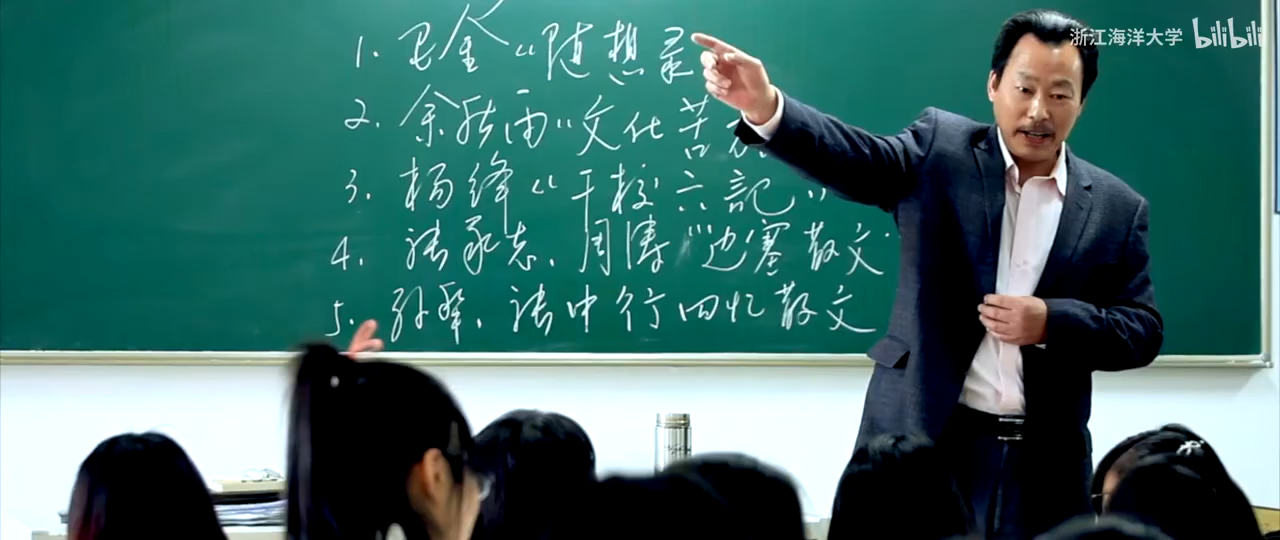 浙江海洋大学 bilibili
1. 巴金“随想录
2. 余秋雨“文化苦
3. 杨绛“干校六記”
4. 张承志、周涛“边塞散文”
5. 孙犁、张中行回忆散文